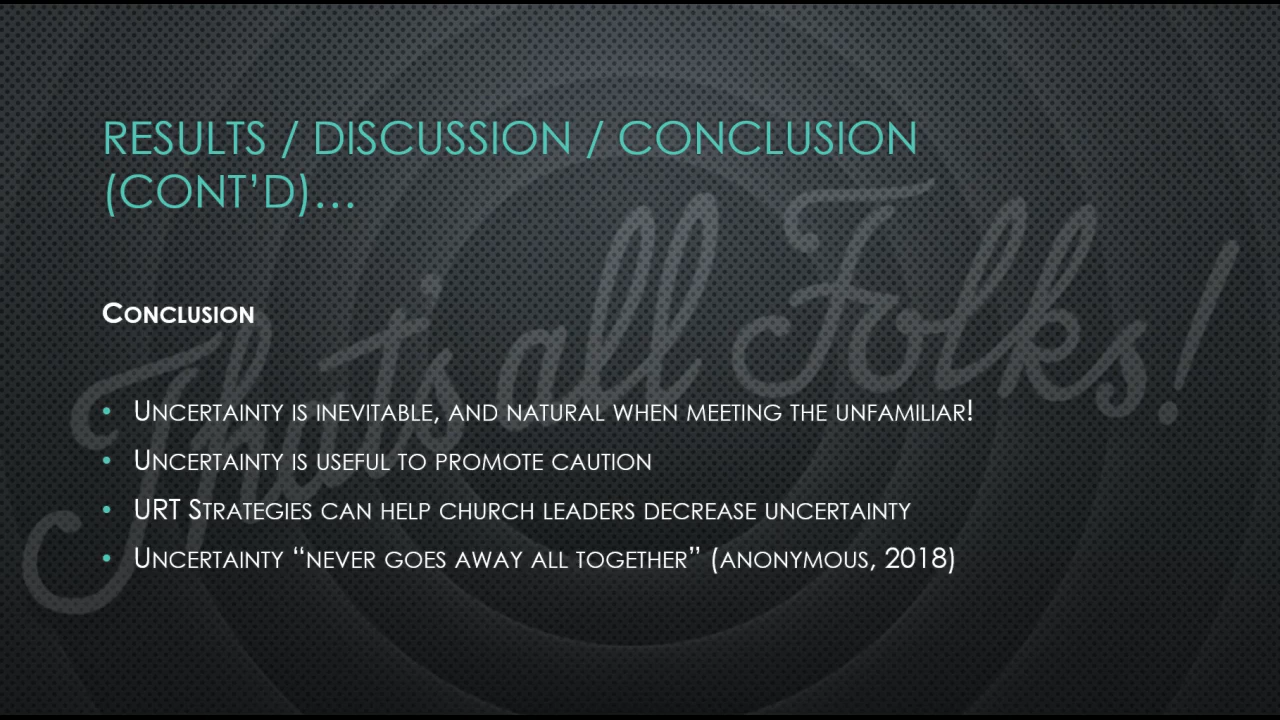 RESULTS / DISCUSSION / CONCLUSION
(CONT’D)…
That's all Folks!
CONCLUSION
• UNCERTAINTY IS INEVITABLE, AND NATURAL WHEN MEETING THE UNFAMILIAR!
• UNCERTAINTY IS USEFUL TO PROMOTE CAUTION
• URT STRATEGIES CAN HELP CHURCH LEADERS DECREASE UNCERTAINTY
• UNCERTAINTY “NEVER GOES AWAY ALL TOGETHER” (ANONYMOUS, 2018)